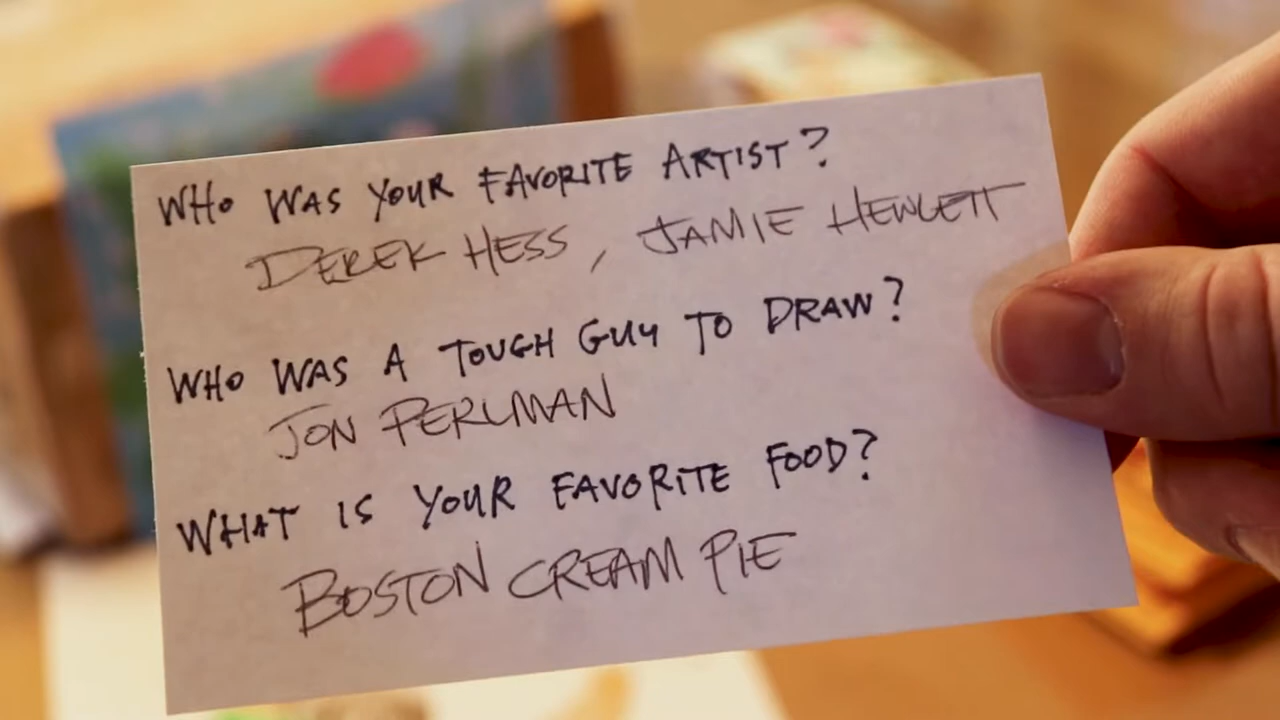 WHO WAS YOUR FAVORITE ARTIST?
DEREK HESS, JAMIE HEWLETT
WHO WAS A TOUGH GUY TO DRAW?
JON PERLMAN
WHAT IS YOUR FAVORITE FOOD?
BOSTON CREAM PIE